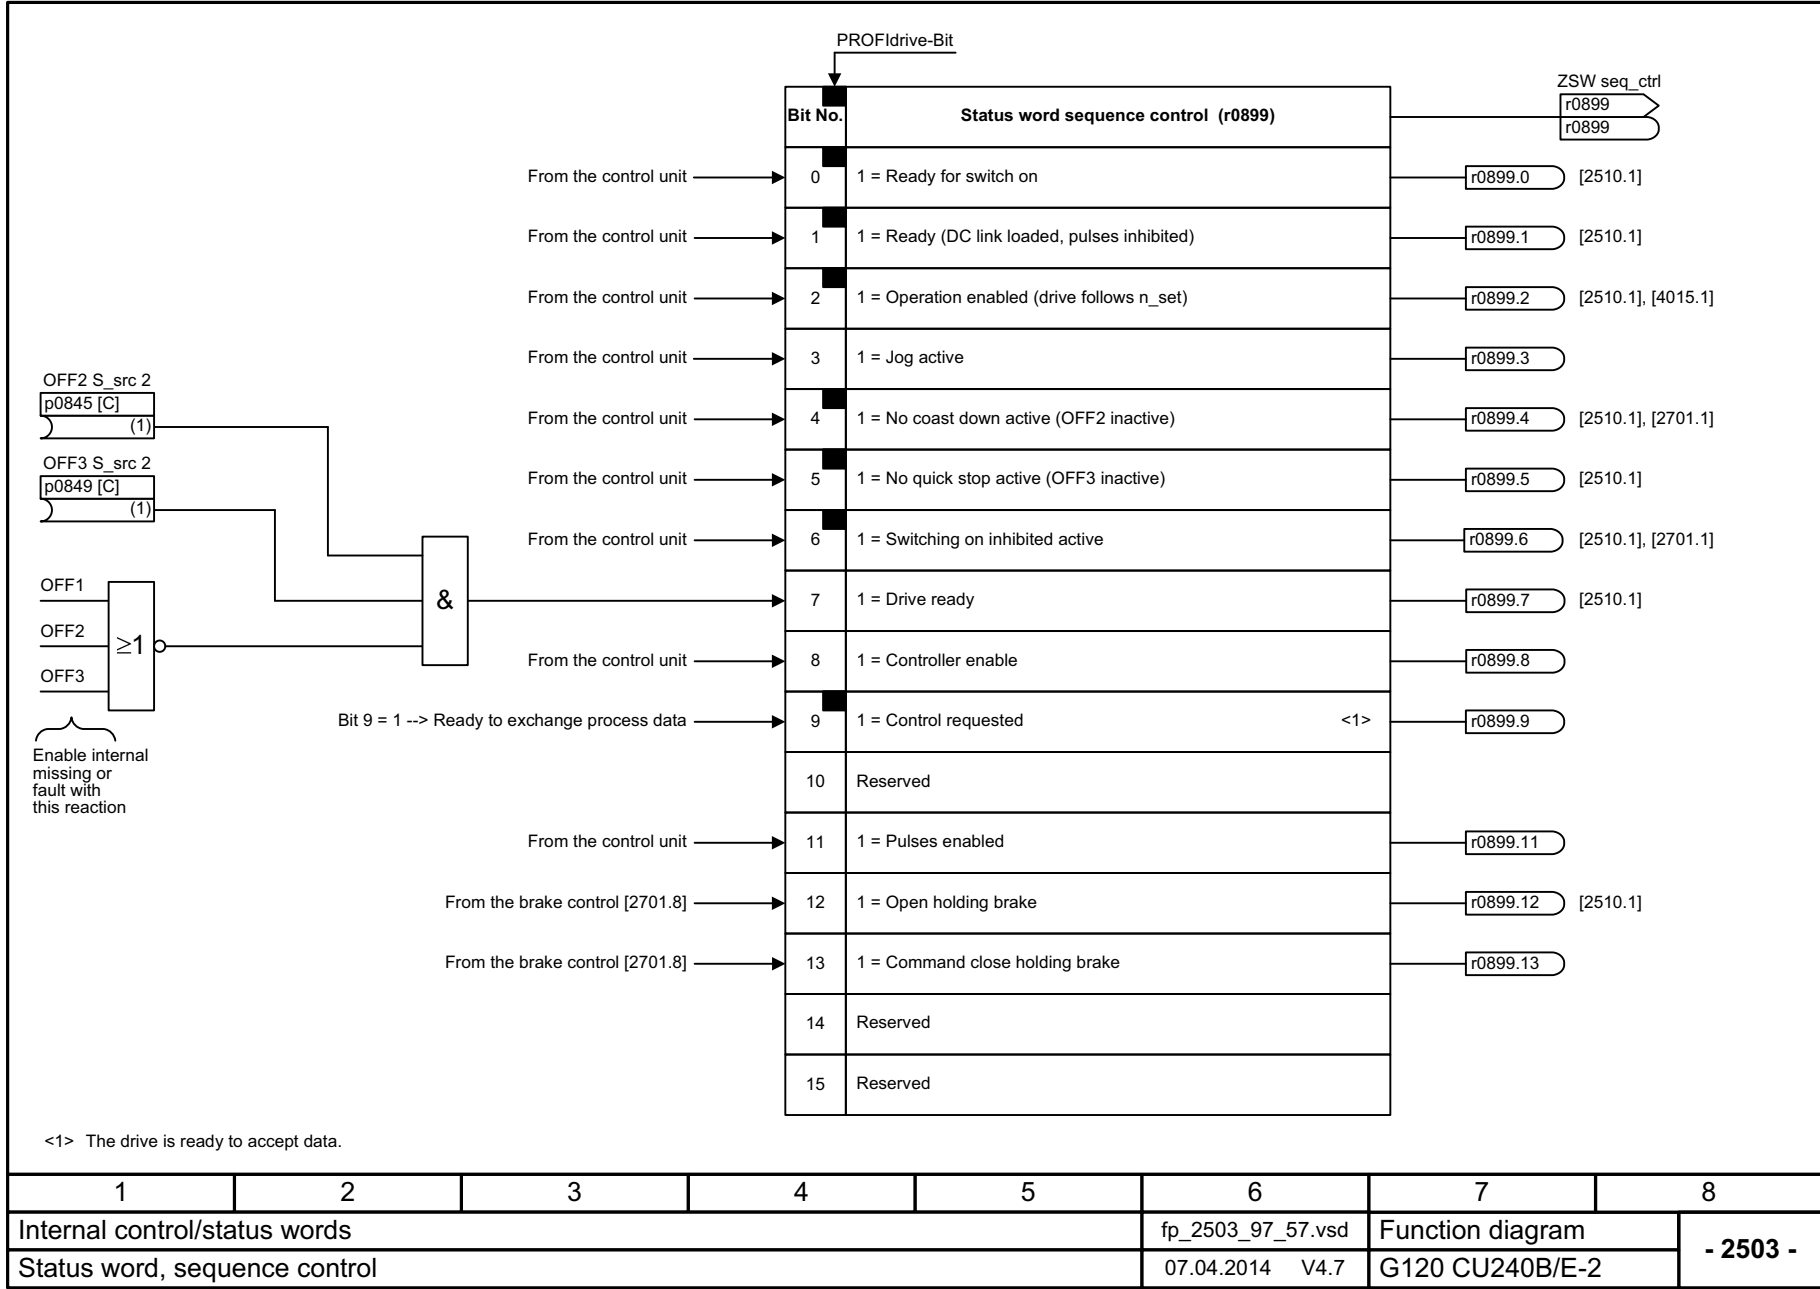 PROFIdrive-Bit
ZSW seq_ctrl
Bit No. Status word sequence control (r0899) r0899
r0899
From the control unit 0 1 = Ready for switch on r0899.0 [2510.1]
From the control unit 1 1 = Ready (DC link loaded, pulses inhibited) r0899.1 [2510.1]
From the control unit 2 1 = Operation enabled (drive follows n_set) r0899.2 [2510.1], [4015.1]
From the control unit 3 1 = Jog active r0899.3
OFF2 S_src 2
p0845 [C]
(1)
From the control unit 4 1 = No coast down active (OFF2 inactive) r0899.4 [2510.1], [2701.1]
OFF3 S_src 2
p0849 [C]
(1)
From the control unit 5 1 = No quick stop active (OFF3 inactive) r0899.5 [2510.1]
From the control unit 6 1 = Switching on inhibited active r0899.6 [2510.1], [2701.1]
OFF1
& 7 1 = Drive ready r0899.7 [2510.1]
OFF2
≥1
OFF3
From the control unit 8 1 = Controller enable r0899.8
Bit 9 = 1 --> Ready to exchange process data 9 1 = Control requested <1> r0899.9
Enable internal
missing or
fault with
this reaction
10 Reserved
From the control unit 11 1 = Pulses enabled r0899.11
From the brake control [2701.8] 12 1 = Open holding brake r0899.12 [2510.1]
From the brake control [2701.8] 13 1 = Command close holding brake r0899.13
14 Reserved
15 Reserved
<1> The drive is ready to accept data.
1 2 3 4 5 6 7 8
Internal control/status words fp_2503_97_57.vsd Function diagram - 2503 -
Status word, sequence control 07.04.2014 V4.7 G120 CU240B/E-2